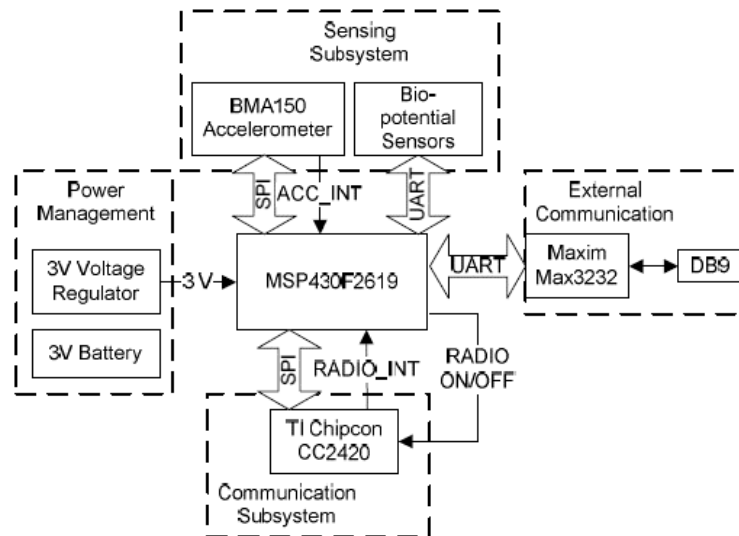 Sensing
Subsystem
BMA150
Accelerometer
Bio-
potential
Sensors
SPI
ACC_INT
UART
Power
Management
3V Voltage
Regulator
3V Battery
3V
MSP430F2619
UART
External
Communication
Maxim
Max3232
DB9
SPI
RADIO_INT
RADIO
ON/OFF
TI Chipcon
CC2420
Communication
Subsystem